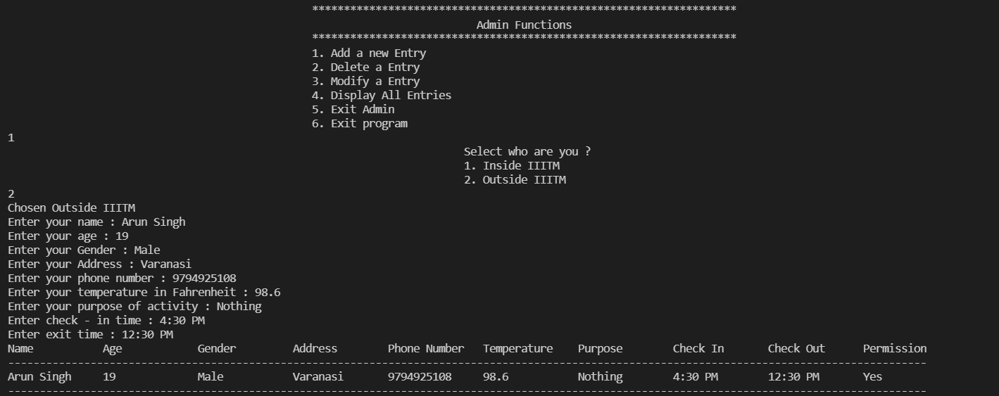 *******************************************************************
Admin Functions
*******************************************************************
1. Add a new Entry
2. Delete a Entry
3. Modify a Entry
4. Display All Entries
5. Exit Admin
6. Exit program
1
Select who are you ?
1. Inside IIITM
2. Outside IIITM
2
Chosen Outside IIITM
Enter your name : Arun Singh
Enter your age : 19
Enter your Gender : Male
Enter your Address : Varanasi
Enter your phone number : 9794925108
Enter your temperature in Fahrenheit : 98.6
Enter your purpose of activity : Nothing
Enter check - in time : 4:30 PM
Enter exit time : 12:30 PM
Name Age Gender Address Phone Number Temperature Purpose Check In Check Out Permission
-------------------------------------------------------------------------------------------------------------------------------------------------
Arun Singh 19 Male Varanasi 9794925108 98.6 Nothing 4:30 PM 12:30 PM Yes
-------------------------------------------------------------------------------------------------------------------------------------------------